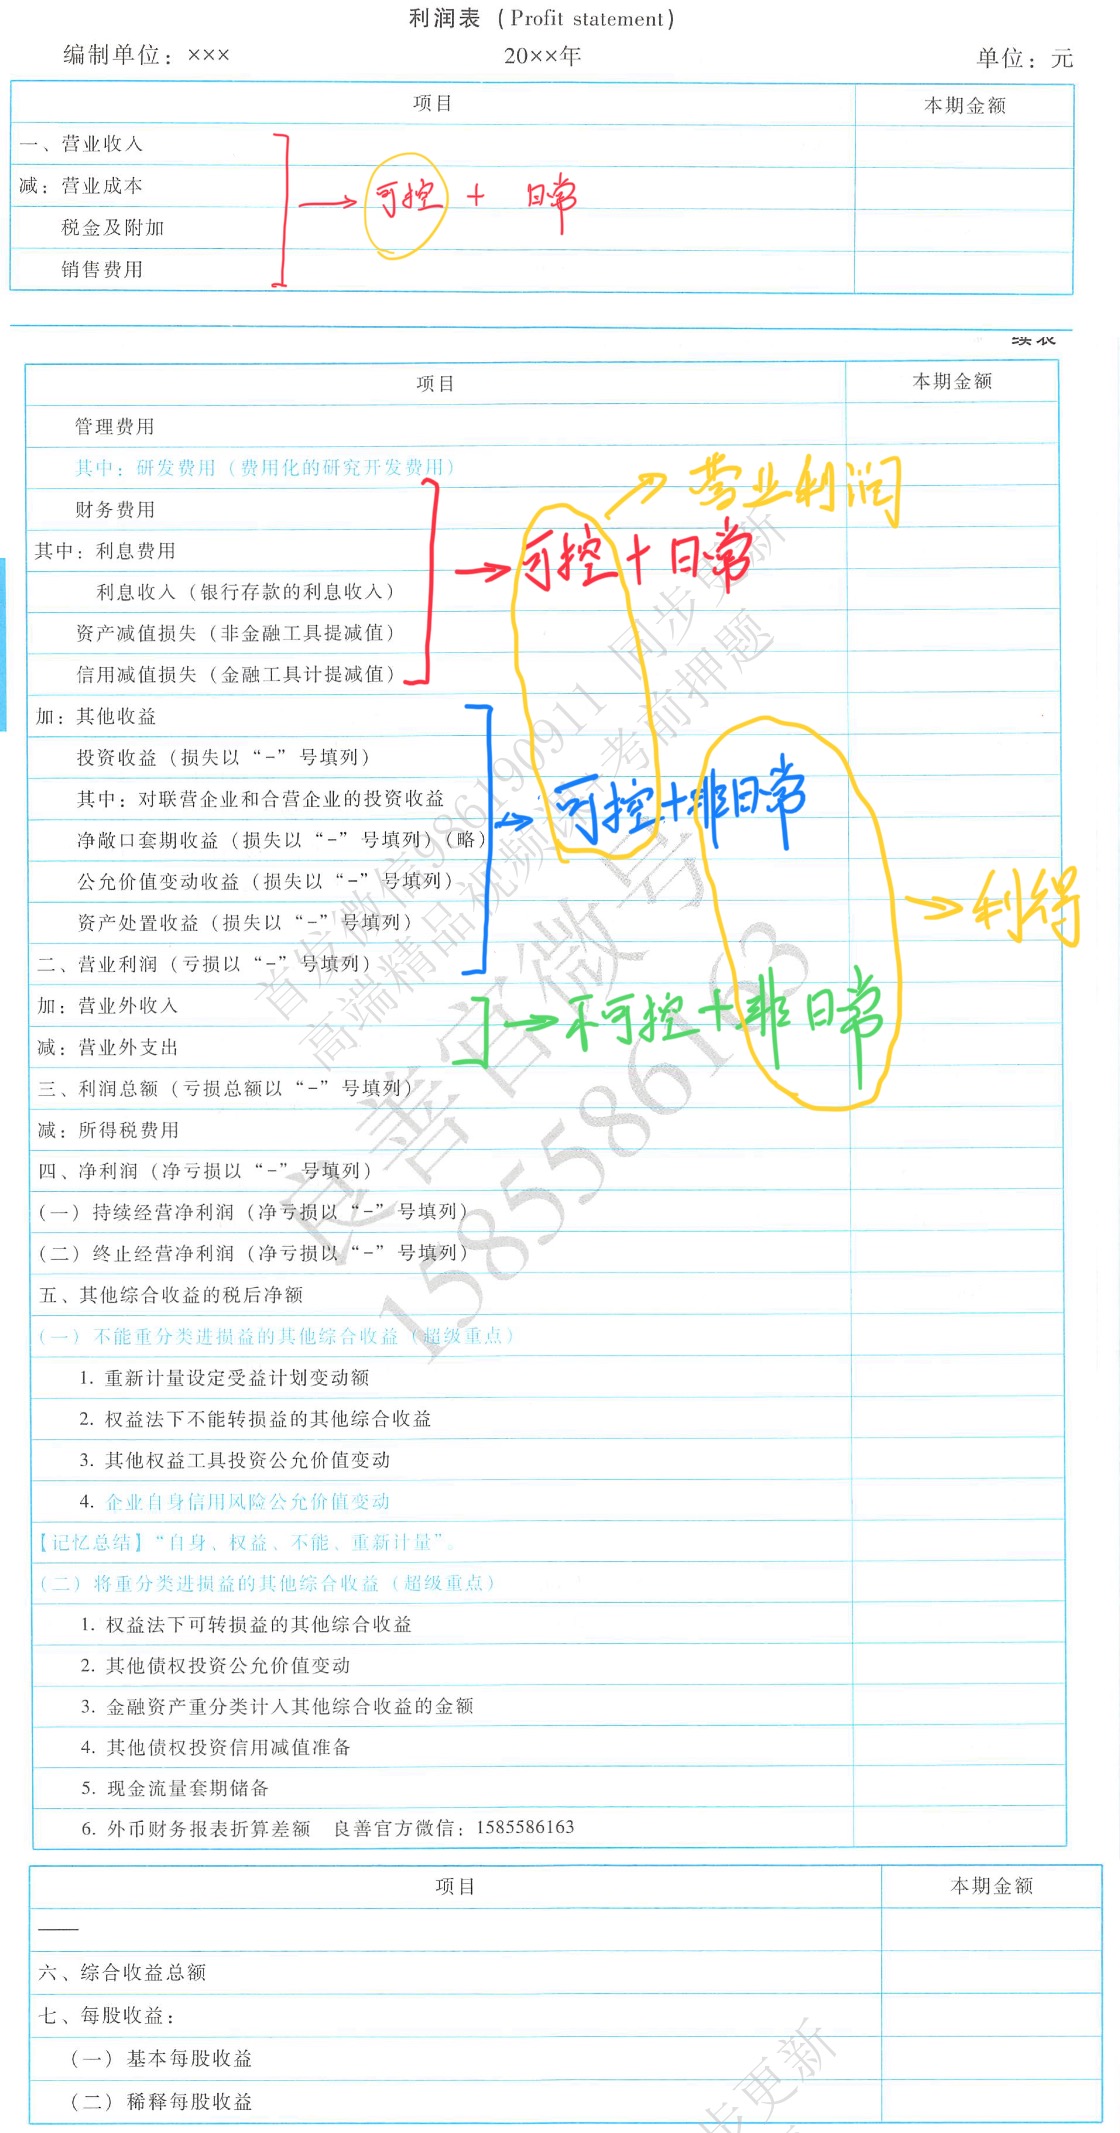 利润表 (Profit statement)
编制单位：××× 20××年 单位：元
项目 本期金额
一、营业收入
减：营业成本
可控 + 日常
税金及附加
销售费用
续表
项目 本期金额
管理费用
其中：研发费用（费用化的研究开发费用）
营业利润
财务费用
其中：利息费用
可控+日常
利息收入（银行存款的利息收入）
资产减值损失（非金融工具提减值）
信用减值损失（金融工具计提减值）
加：其他收益
投资收益（损失以“-”号填列）
其中：对联营企业和合营企业的投资收益
可控+非日常
净敞口套期收益（损失以“-”号填列）（略）
公允价值变动收益（损失以“-”号填列）
资产处置收益（损失以“-”号填列）
利得
二、营业利润（亏损以“-”号填列）
加：营业外收入
不可控+非日常
减：营业外支出
三、利润总额（亏损总额以“-”号填列）
减：所得税费用
四、净利润（净亏损以“-”号填列）
（一）持续经营净利润（净亏损以“-”号填列）
（二）终止经营净利润（净亏损以“-”号填列）
五、其他综合收益的税后净额
（一）不能重分类进损益的其他综合收益（超级重点）
1. 重新计量设定受益计划变动额
2. 权益法下不能转损益的其他综合收益
3. 其他权益工具投资公允价值变动
4. 企业自身信用风险公允价值变动
【记忆总结】“自身、权益、不能、重新计量”。
（二）将重分类进损益的其他综合收益（超级重点）
1. 权益法下可转损益的其他综合收益
2. 其他债权投资公允价值变动
3. 金融资产重分类计入其他综合收益的金额
4. 其他债权投资信用减值准备
5. 现金流量套期储备
6. 外币财务报表折算差额 良善官方微信：1585586163
项目 本期金额
——
六、综合收益总额
七、每股收益：
（一）基本每股收益
（二）稀释每股收益
首发微信986190911 同步更新
高端精品视频课+考前押题
良善官微号
1585586163
步更新